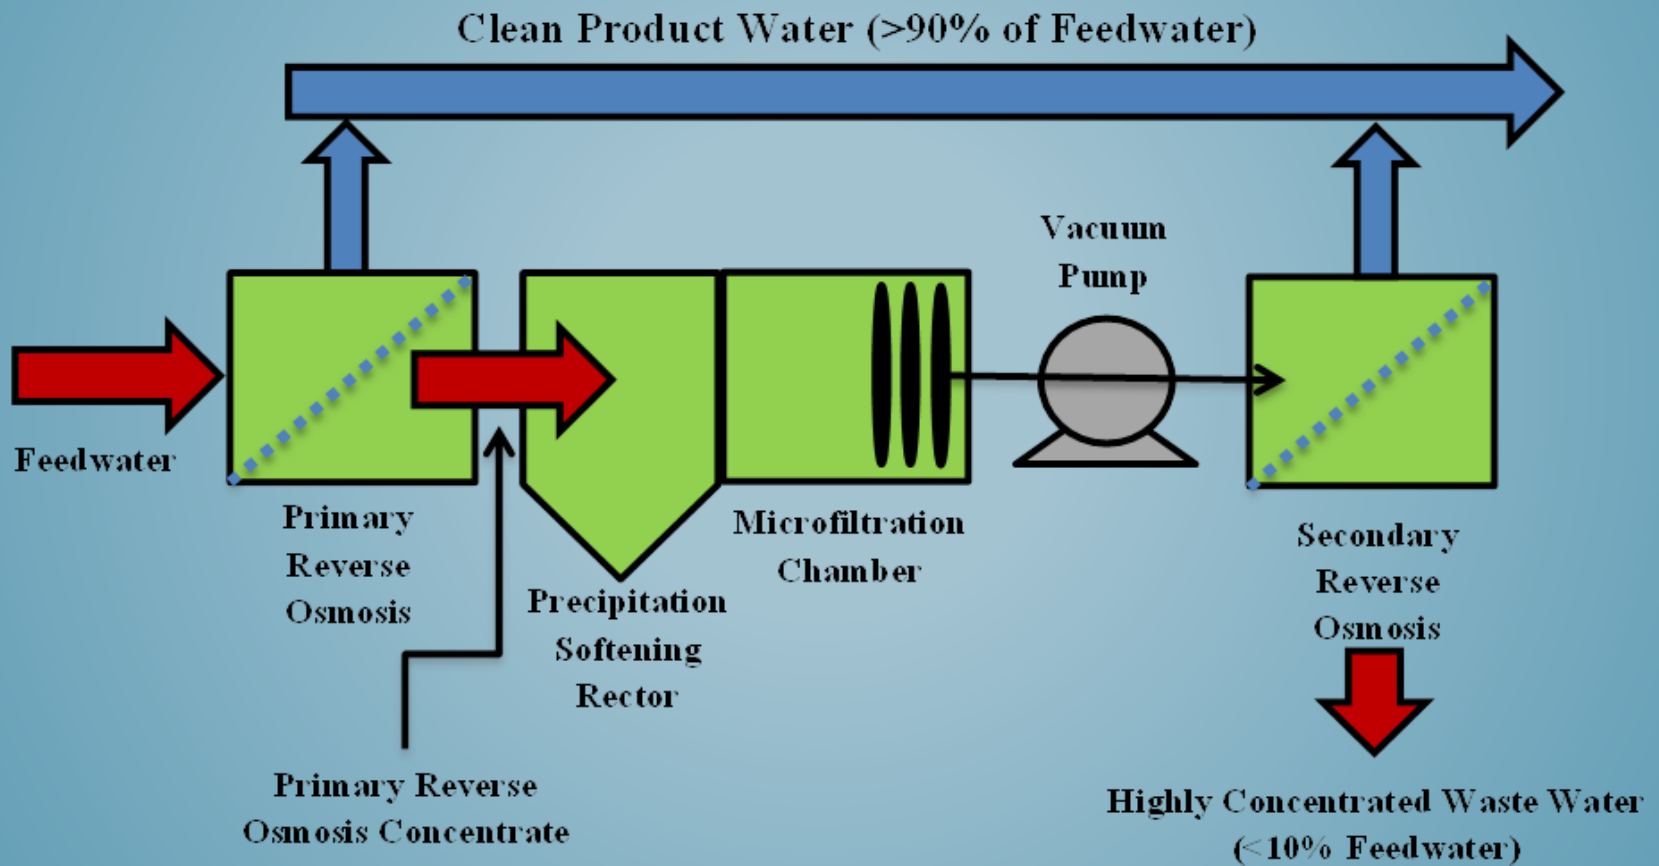 Clean Product Water (>90% of Feedwater)
Vacuum
Pump
Feedwater
Primary
Reverse
Osmosis
Precipitation
Softening
Rector
Microfiltration
Chamber
Secondary
Reverse
Osmosis
Primary Reverse
Osmosis Concentrate
Highly Concentrated Waste Water
(<10% Feedwater)